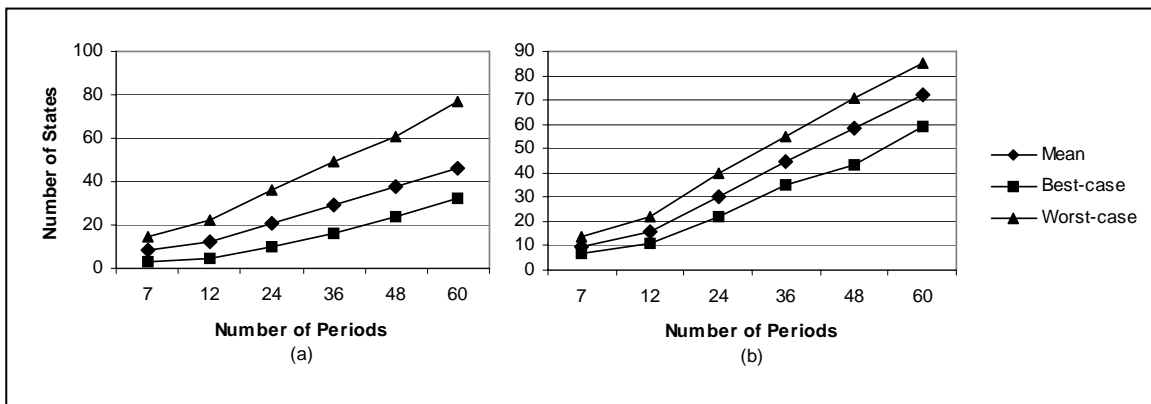 Number of States
100
80
60
40
20
0
7 12 24 36 48 60
Number of Periods
(a)
90
80
70
60
50
40
30
20
10
0
7 12 24 36 48 60
Number of Periods
(b)
Mean
Best-case
Worst-case